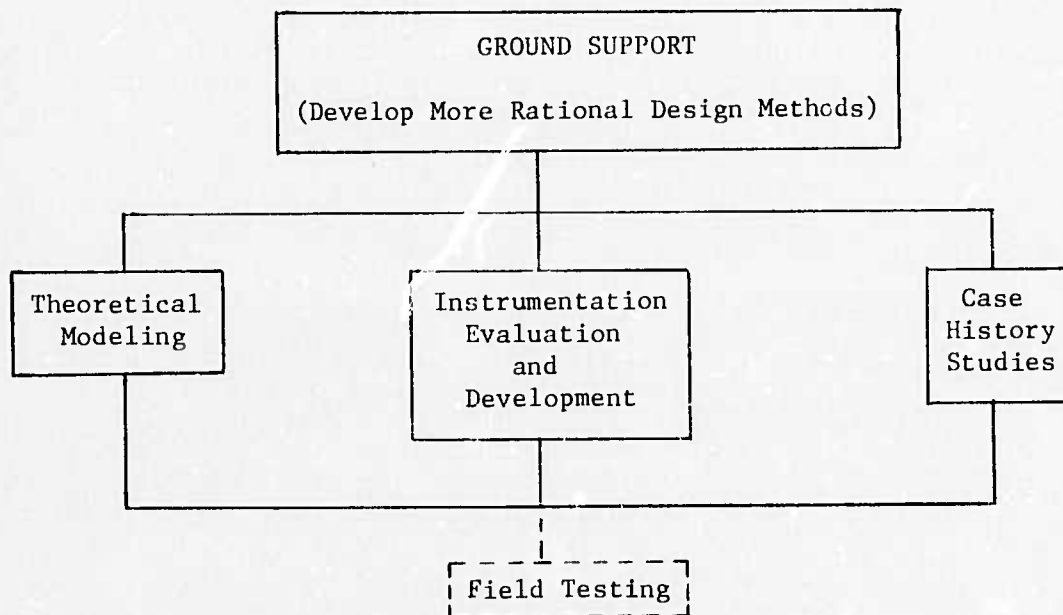 GROUND SUPPORT
(Develop More Rational Design Methods)
Theoretical
Modeling
Instrumentation
Evaluation
and
Development
Case
History
Studies
Field Testing